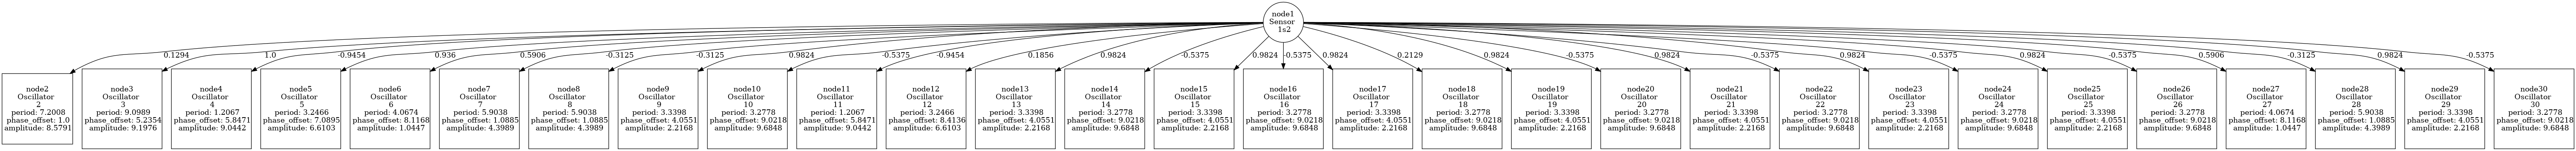 node1
Sensor
1s2
0.1294
1.0
-0.9454
0.936
0.5906
-0.3125
-0.3125
0.9824
-0.5375
-0.9454
0.1856
0.9824
-0.5375
0.9824
-0.5375
0.9824
0.2129
0.9824
-0.5375
0.9824
-0.5375
0.9824
-0.5375
0.9824
-0.5375
0.5906
-0.3125
0.9824
-0.5375
node2
Oscillator
2
period: 7.2008
phase_offset: 1.0
amplitude: 8.5791
node3
Oscillator
3
period: 9.0989
phase_offset: 5.2354
amplitude: 9.1976
node4
Oscillator
4
period: 1.2067
phase_offset: 5.8471
amplitude: 9.0442
node5
Oscillator
5
period: 3.2466
phase_offset: 7.0895
amplitude: 6.6103
node6
Oscillator
6
period: 4.0674
phase_offset: 8.1168
amplitude: 1.0447
node7
Oscillator
7
period: 5.9038
phase_offset: 1.0885
amplitude: 4.3989
node8
Oscillator
8
period: 5.9038
phase_offset: 1.0885
amplitude: 4.3989
node9
Oscillator
9
period: 3.3398
phase_offset: 4.0551
amplitude: 2.2168
node10
Oscillator
10
period: 3.2778
phase_offset: 9.0218
amplitude: 9.6848
node11
Oscillator
11
period: 1.2067
phase_offset: 5.8471
amplitude: 9.0442
node12
Oscillator
12
period: 3.2466
phase_offset: 8.4136
amplitude: 6.6103
node13
Oscillator
13
period: 3.3398
phase_offset: 4.0551
amplitude: 2.2168
node14
Oscillator
14
period: 3.2778
phase_offset: 9.0218
amplitude: 9.6848
node15
Oscillator
15
period: 3.3398
phase_offset: 4.0551
amplitude: 2.2168
node16
Oscillator
16
period: 3.2778
phase_offset: 9.0218
amplitude: 9.6848
node17
Oscillator
17
period: 3.3398
phase_offset: 4.0551
amplitude: 2.2168
node18
Oscillator
18
period: 3.2778
phase_offset: 9.0218
amplitude: 9.6848
node19
Oscillator
19
period: 3.3398
phase_offset: 4.0551
amplitude: 2.2168
node20
Oscillator
20
period: 3.2778
phase_offset: 9.0218
amplitude: 9.6848
node21
Oscillator
21
period: 3.3398
phase_offset: 4.0551
amplitude: 2.2168
node22
Oscillator
22
period: 3.2778
phase_offset: 9.0218
amplitude: 9.6848
node23
Oscillator
23
period: 3.3398
phase_offset: 4.0551
amplitude: 2.2168
node24
Oscillator
24
period: 3.2778
phase_offset: 9.0218
amplitude: 9.6848
node25
Oscillator
25
period: 3.3398
phase_offset: 4.0551
amplitude: 2.2168
node26
Oscillator
26
period: 3.2778
phase_offset: 9.0218
amplitude: 9.6848
node27
Oscillator
27
period: 4.0674
phase_offset: 8.1168
amplitude: 1.0447
node28
Oscillator
28
period: 5.9038
phase_offset: 1.0885
amplitude: 4.3989
node29
Oscillator
29
period: 3.3398
phase_offset: 4.0551
amplitude: 2.2168
node30
Oscillator
30
period: 3.2778
phase_offset: 9.0218
amplitude: 9.6848